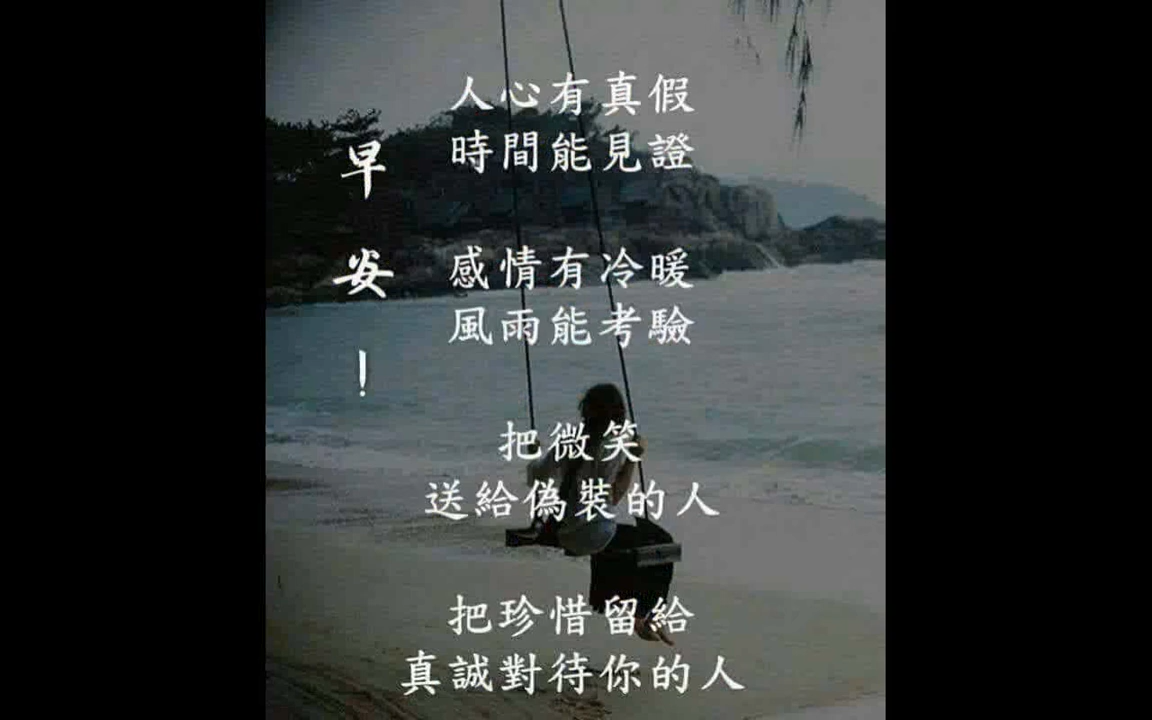 早安！
人心有真假
時間能見證
感情有冷暖
風雨能考驗
把微笑
送給偽裝的人
把珍惜留給
真誠對待你的人